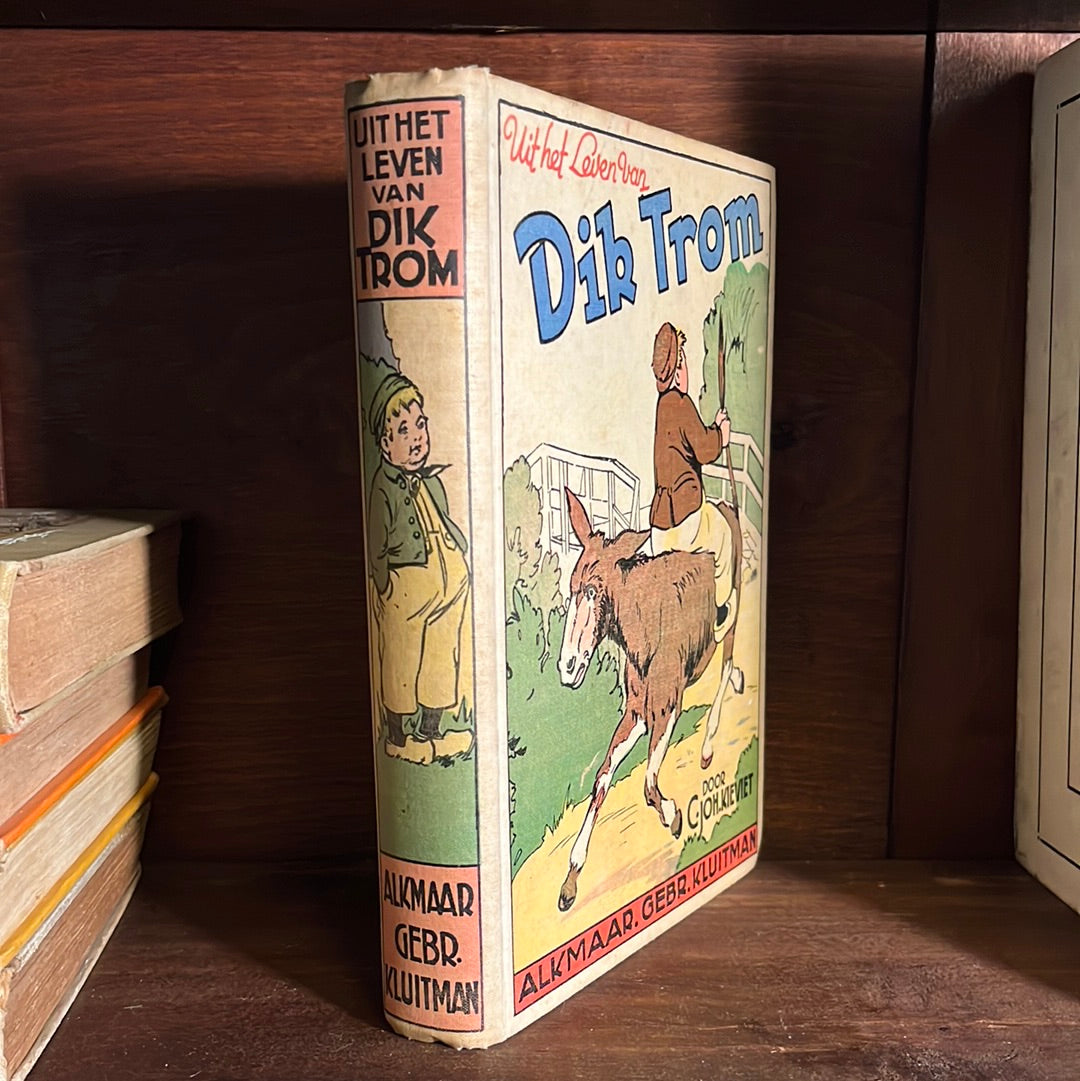 UIT HET
LEVEN
VAN
DIK
TROM
ALKMAAR
GEBR.
KLUITMAN
Uit het Leven van
Dik Trom
DOOR
C.JOH.KIEVIET
ALKMAAR. GEBR. KLUITMAN